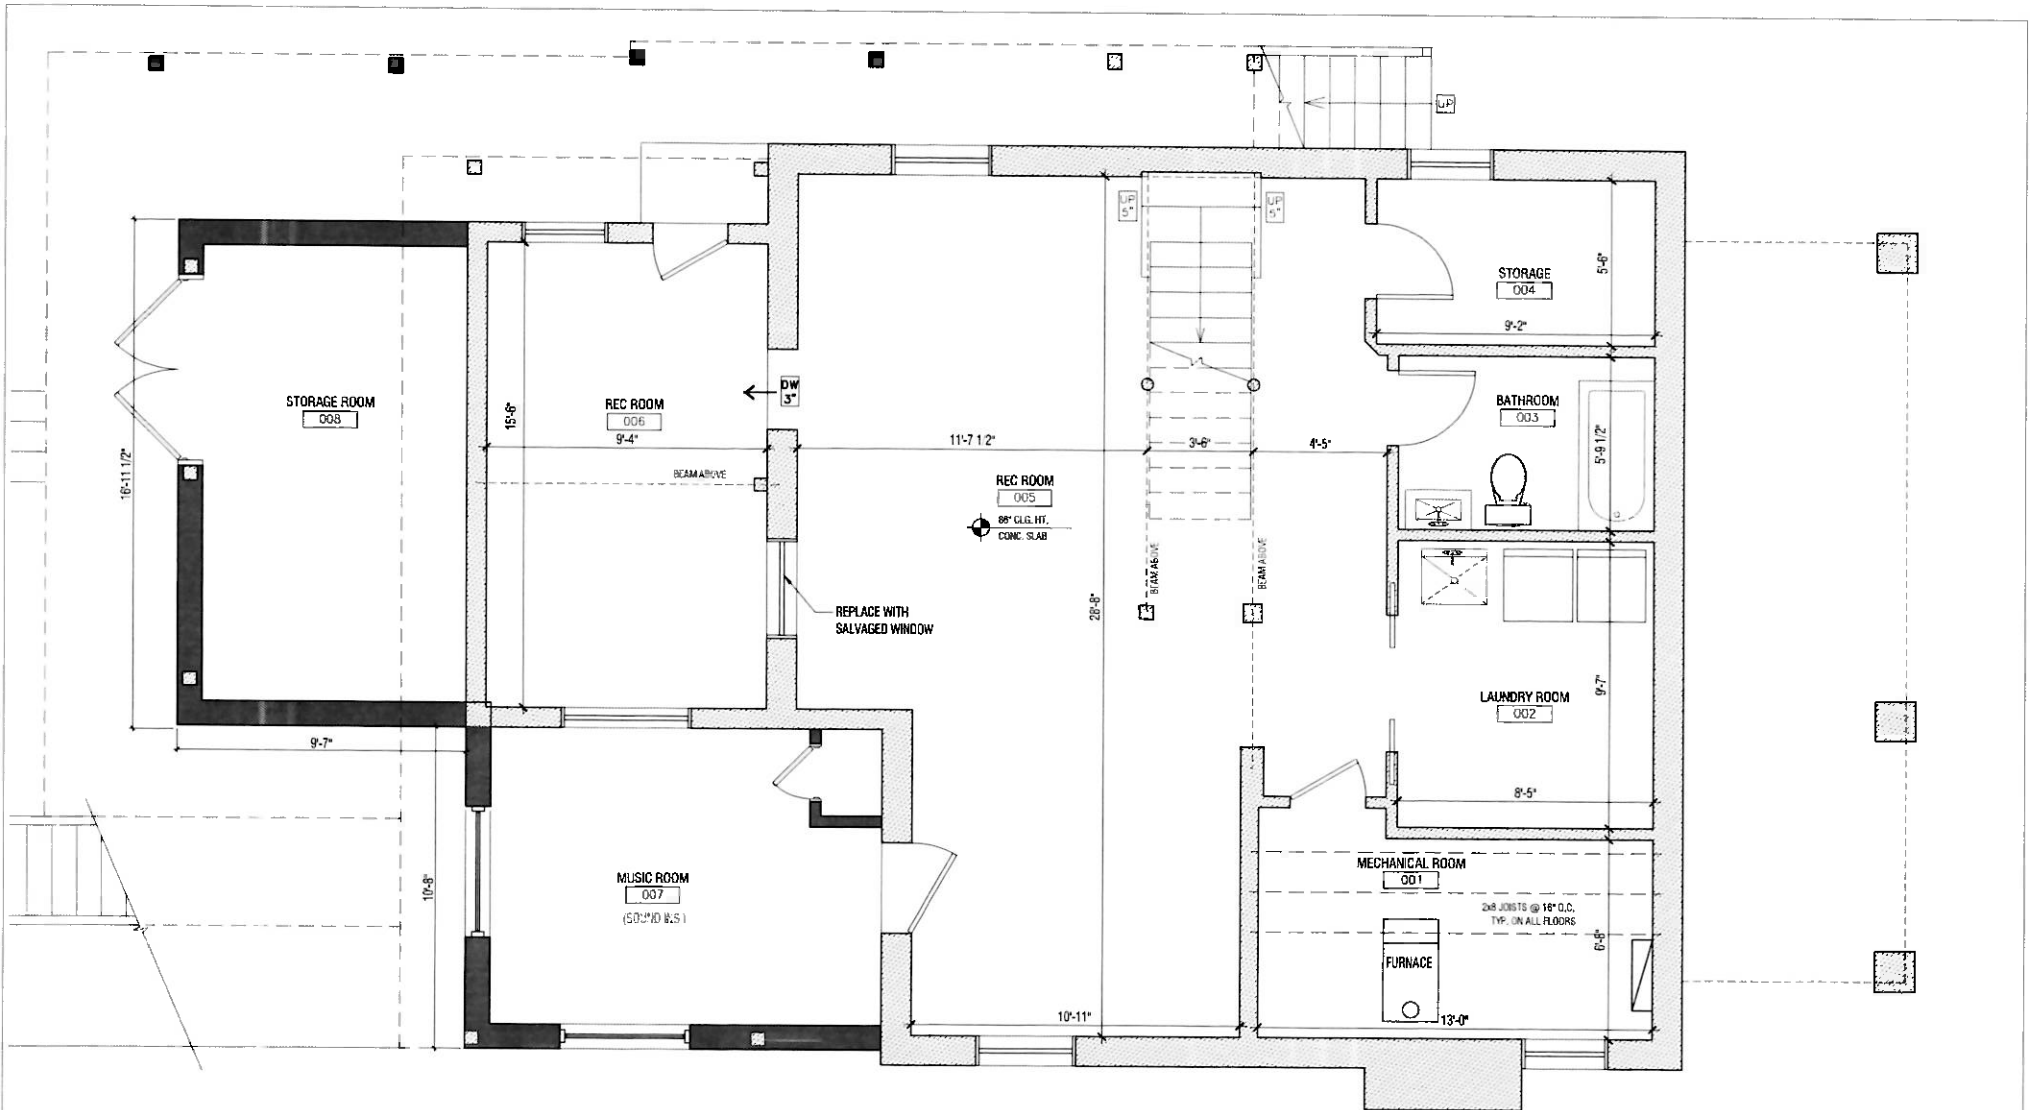 UP
UP
5"
UP
5"
STORAGE
004
5'-6"
9'-2"
STORAGE ROOM
008
16'-11 1/2"
9'-7"
REC ROOM
006
15'-6"
9'-4"
BEAM ABOVE
DW
3"
11'-7 1/2"
3'-6"
4'-5"
BATHROOM
003
5'-9 1/2"
REC ROOM
005
86" CLG. HT.
CONC. SLAB
28'-8"
BEAM ABOVE
BEAM ABOVE
REPLACE WITH
SALVAGED WINDOW
LAUNDRY ROOM
002
9'-7"
8'-5"
MUSIC ROOM
007
(SOUND INS)
10'-8"
MECHANICAL ROOM
001
2x8 JOISTS @ 16" O.C.
TYP. ON ALL FLOORS
6'-8"
FURNACE
10'-11"
13'-0"